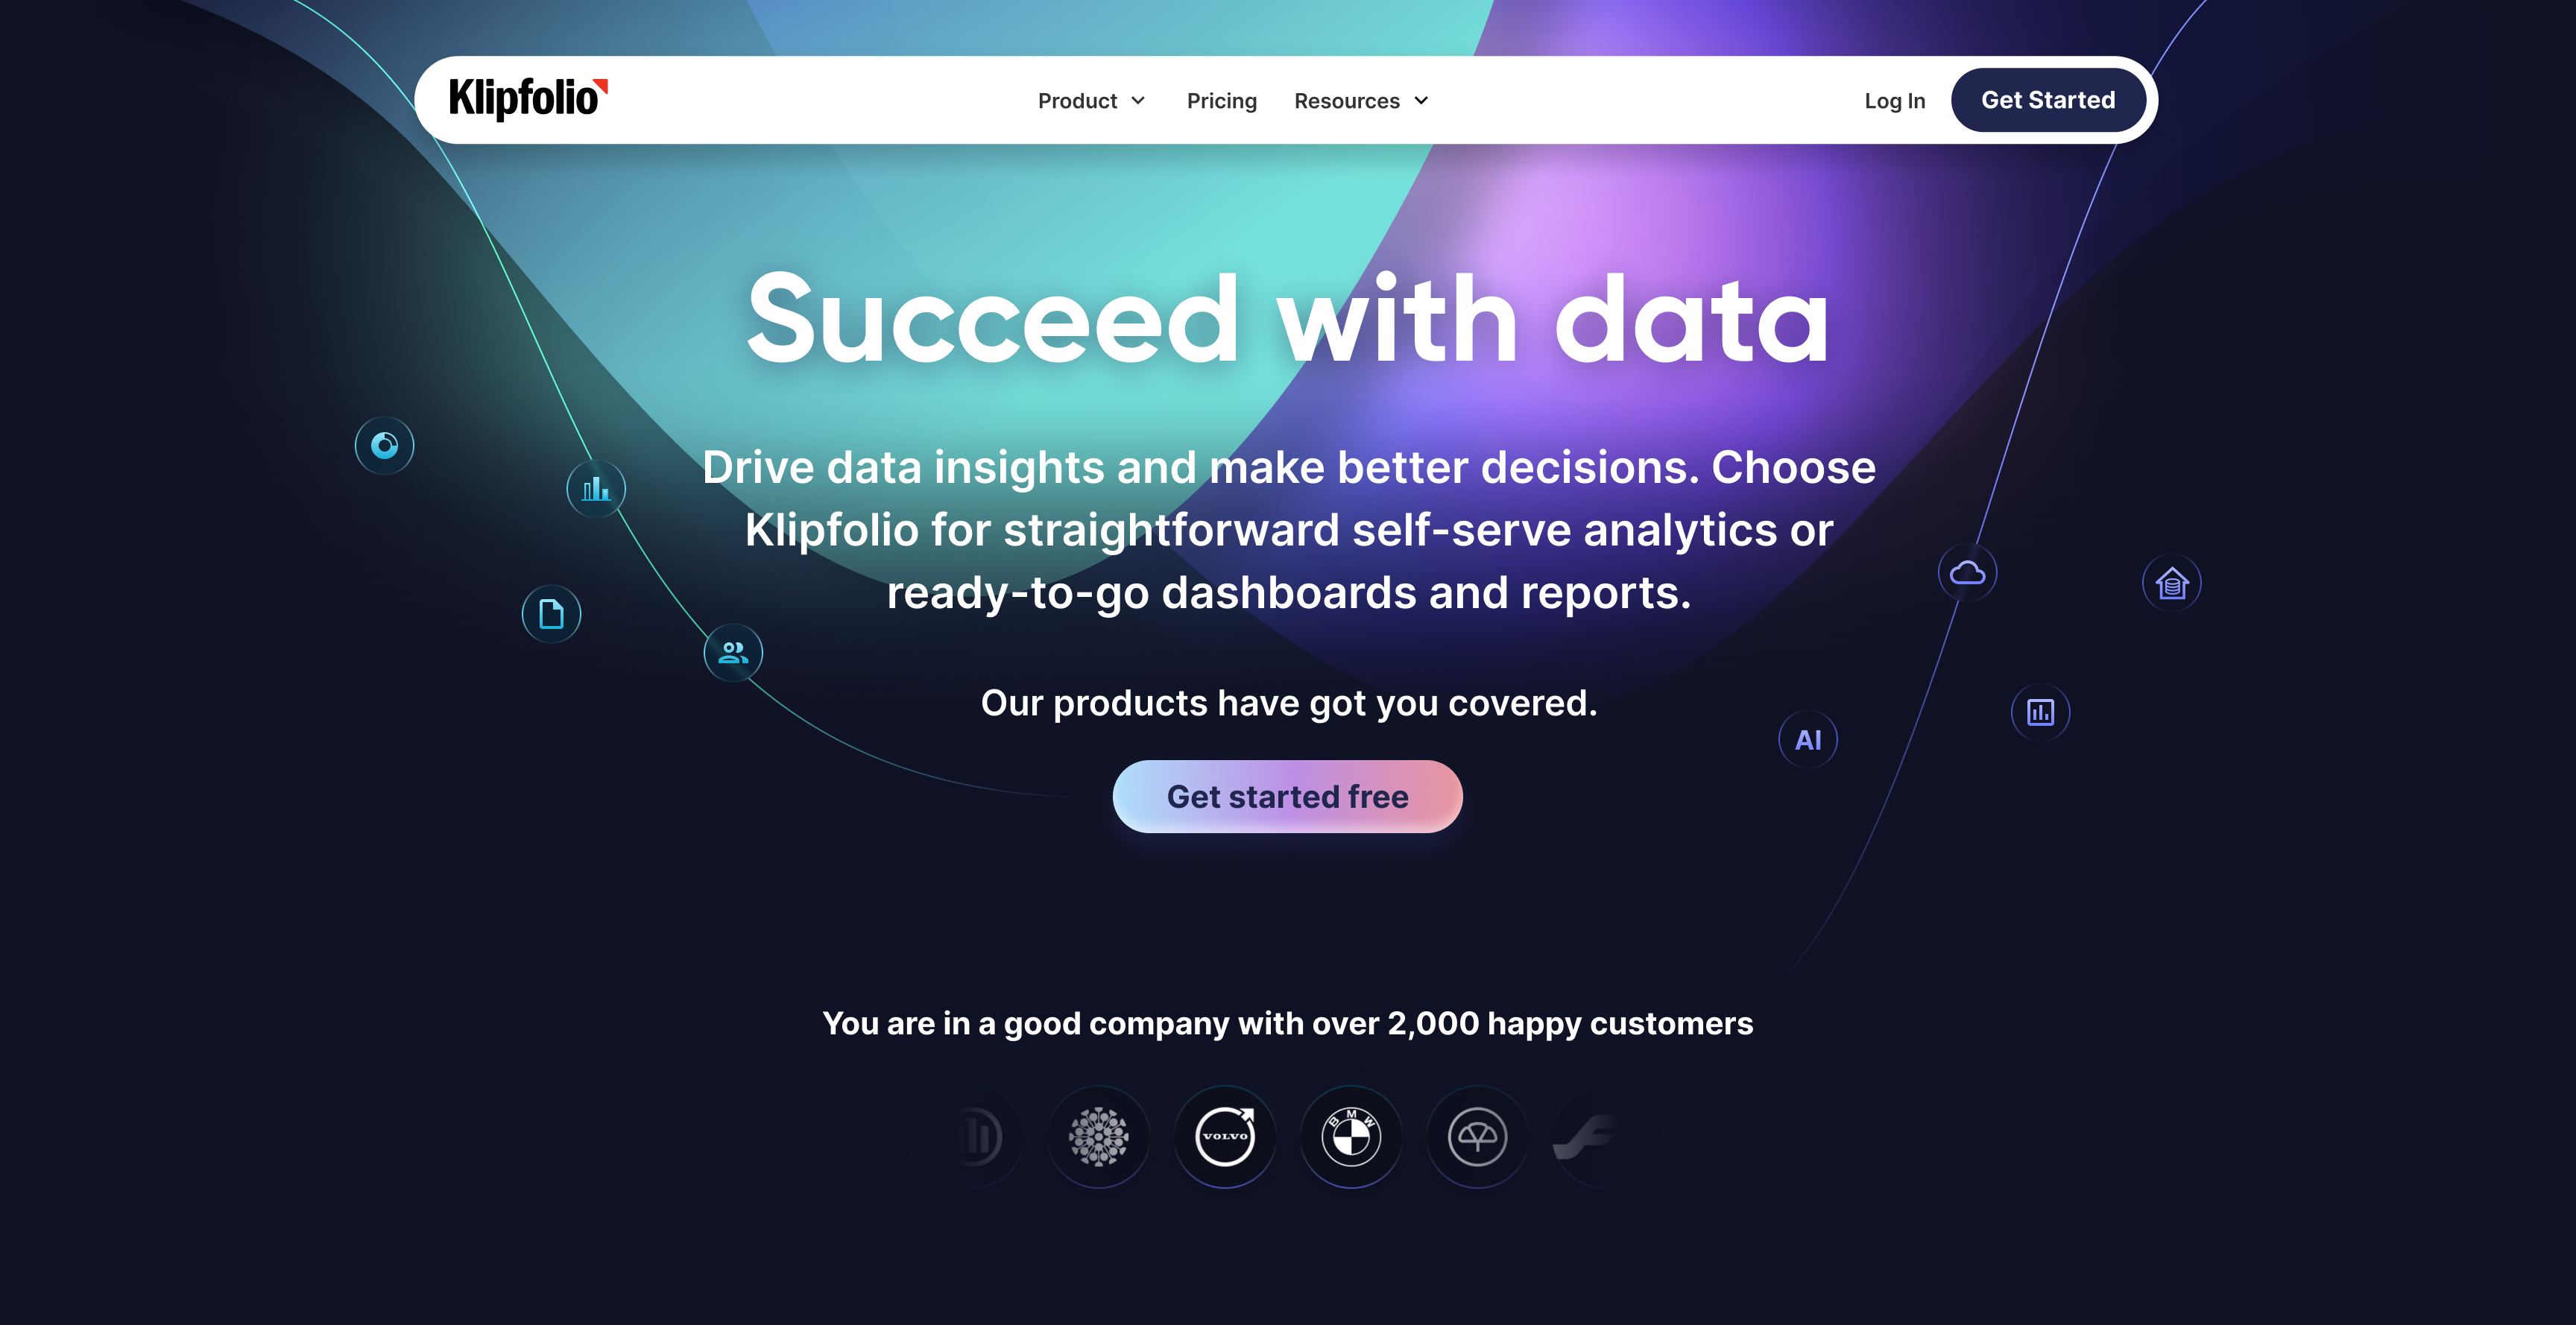 Klipfolio
Product
Pricing
Resources
Log In
Get Started
Succeed with data
Drive data insights and make better decisions. Choose
Klipfolio for straightforward self-serve analytics or
ready-to-go dashboards and reports.
Our products have got you covered.
AI
Get started free
You are in a good company with over 2,000 happy customers
VOLVO
BMW